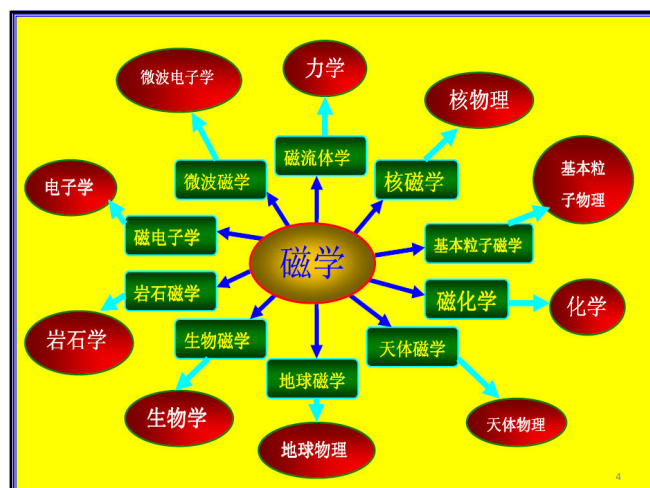 力学
微波电子学
核物理
磁流体学
微波磁学
核磁学
基本粒
子物理
电子学
磁电子学
基本粒子磁学
磁学
岩石磁学
磁化学
化学
岩石学
生物磁学
天体磁学
地球磁学
生物学
天体物理
地球物理
4